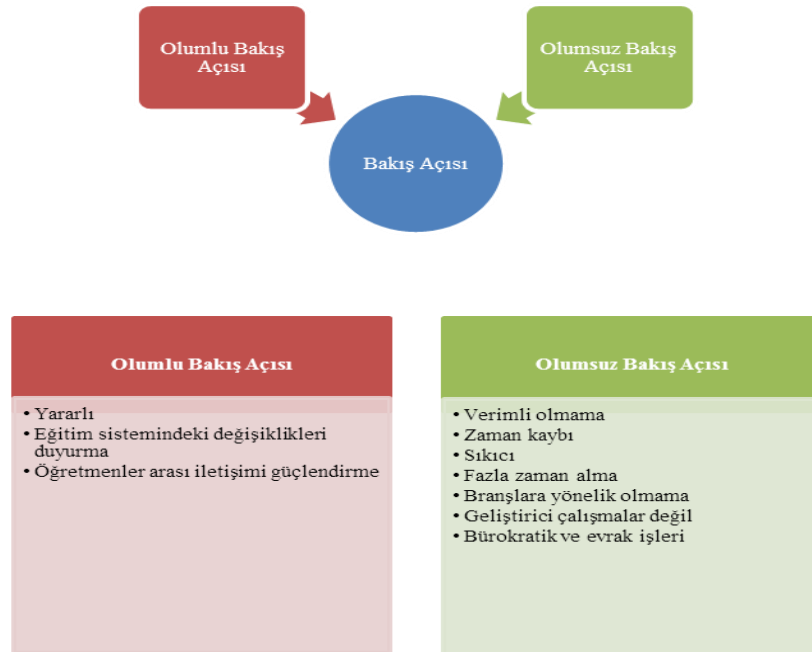 Olumlu Bakış
Açısı
Olumsuz Bakış
Açısı
Bakış Açısı
Olumlu Bakış Açısı
• Yararlı
• Eğitim sistemindeki değişiklikleri
duyurma
• Öğretmenler arası iletişimi güçlendirme
Olumsuz Bakış Açısı
• Verimli olmama
• Zaman kaybı
• Sıkıcı
• Fazla zaman alma
• Branşlara yönelik olmama
• Geliştirici çalışmalar değil
• Bürokratik ve evrak işleri